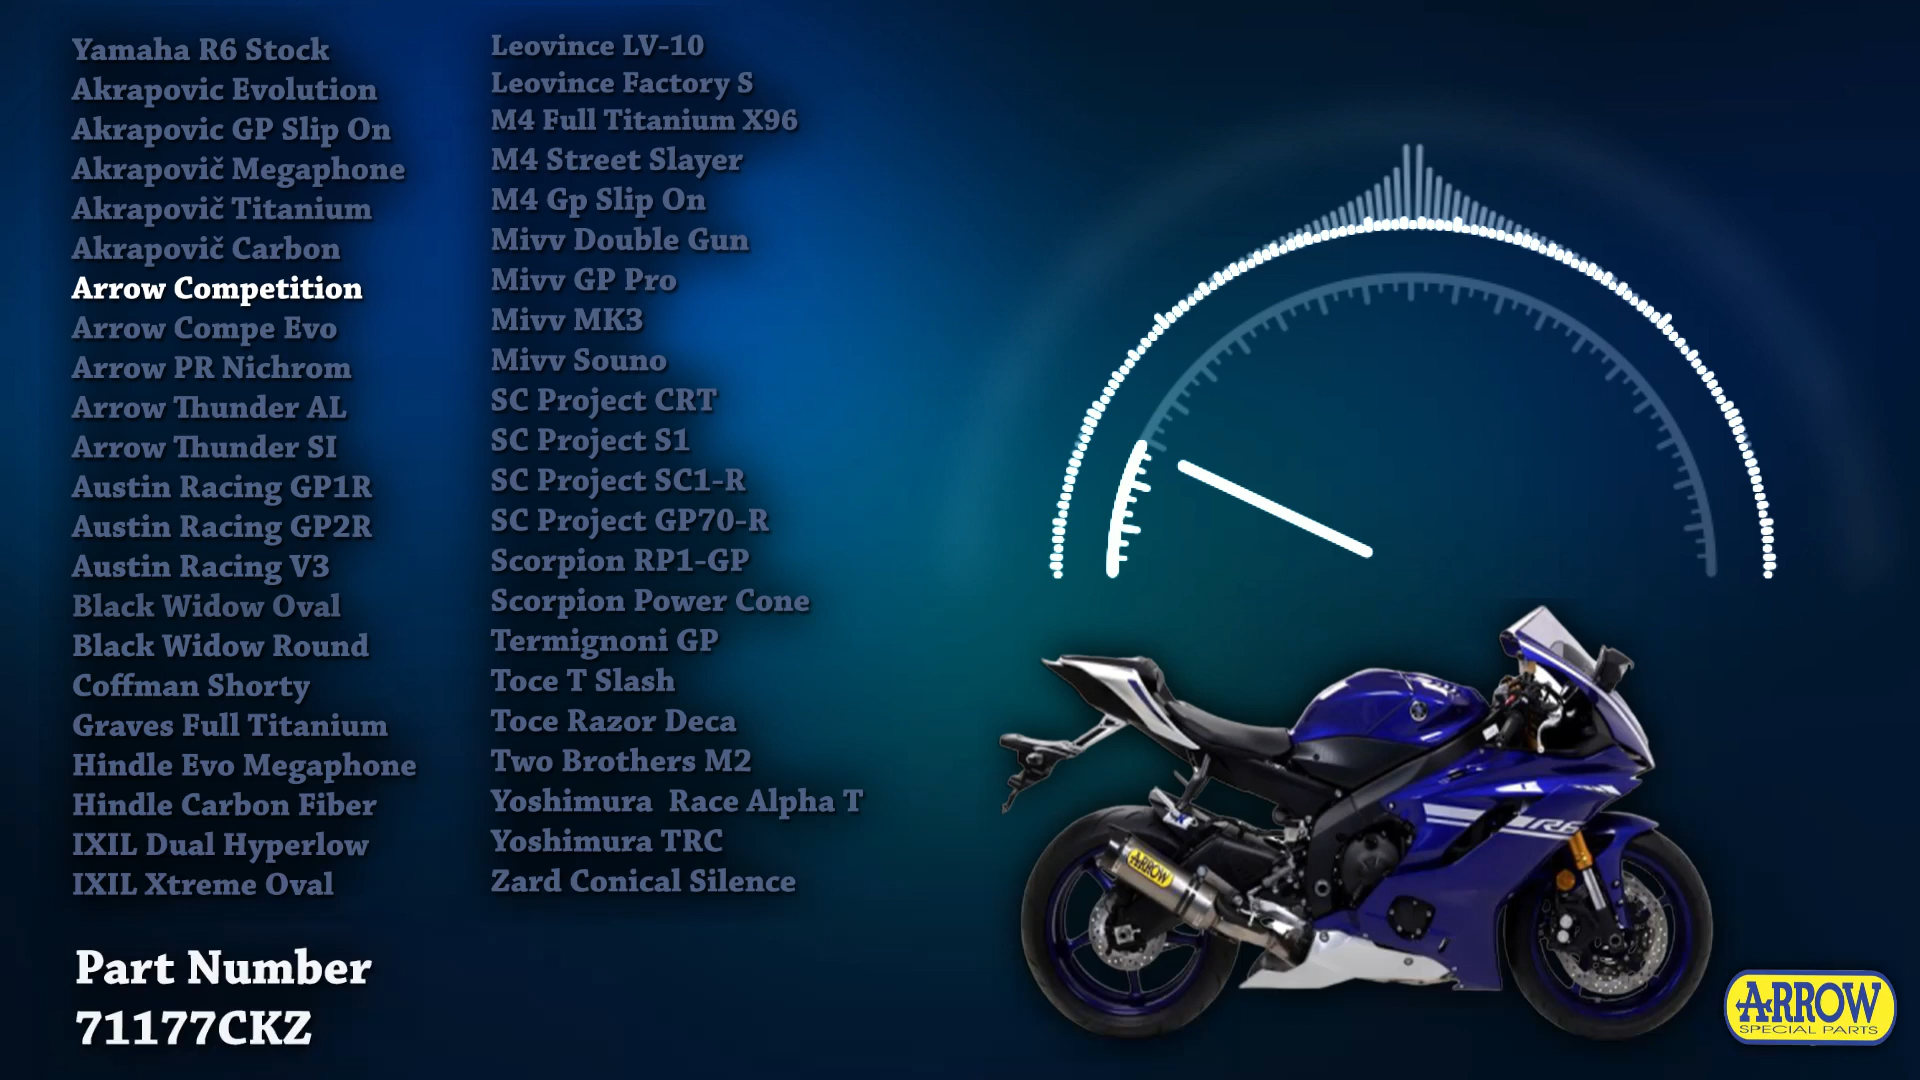 Yamaha R6 Stock
Akrapovic Evolution
Akrapovic GP Slip On
Akrapovič Megaphone
Akrapovič Titanium
Akrapovič Carbon
Arrow Competition
Arrow Compe Evo
Arrow PR Nichrom
Arrow Thunder AL
Arrow Thunder SI
Austin Racing GP1R
Austin Racing GP2R
Austin Racing V3
Black Widow Oval
Black Widow Round
Coffman Shorty
Graves Full Titanium
Hindle Evo Megaphone
Hindle Carbon Fiber
IXIL Dual Hyperlow
IXIL Xtreme Oval
Leovince LV-10
Leovince Factory S
M4 Full Titanium X96
M4 Street Slayer
M4 Gp Slip On
Mivv Double Gun
Mivv GP Pro
Mivv MK3
Mivv Souno
SC Project CRT
SC Project S1
SC Project SC1-R
SC Project GP70-R
Scorpion RP1-GP
Scorpion Power Cone
Termignoni GP
Toce T Slash
Toce Razor Deca
Two Brothers M2
Yoshimura  Race Alpha T
Yoshimura TRC
Zard Conical Silence
Part Number
71177CKZ
R6
ARROW
ARROW
SPECIAL PARTS